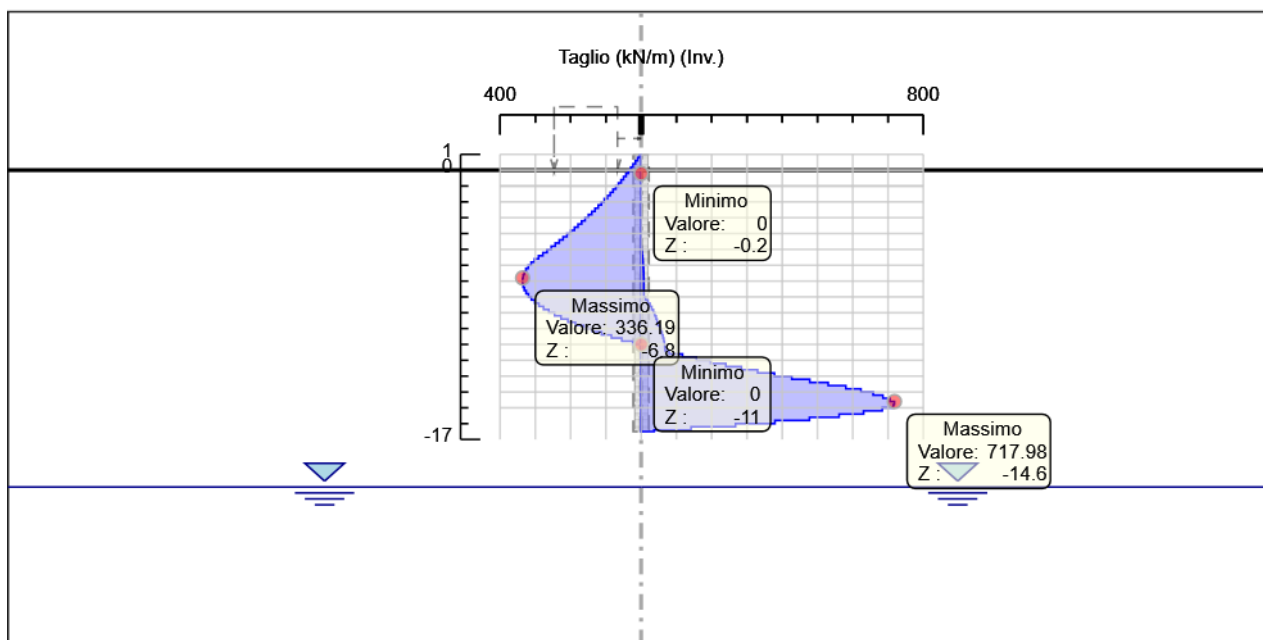 Taglio (kN/m) (Inv.)
400
800
1
0
Minimo
Valore: 0
Z : -0.2
Massimo
Valore: 336.19
Z : -6.8
Minimo
Valore: 0
Z : -11
-17
Massimo
Valore: 717.98
Z : -14.6